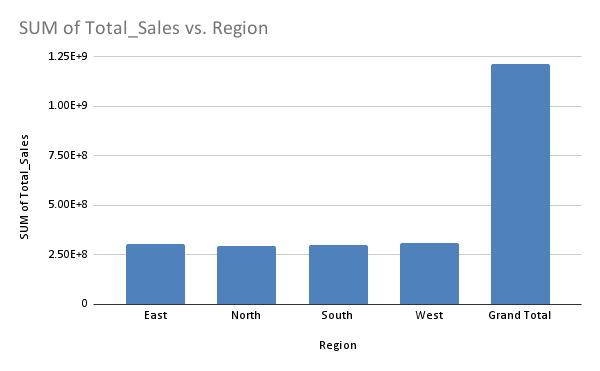 SUM of Total_Sales vs. Region
1.25E+9
1.00E+9
7.50E+8
5.00E+8
2.50E+8
0
SUM of Total_Sales
East North South West Grand Total
Region